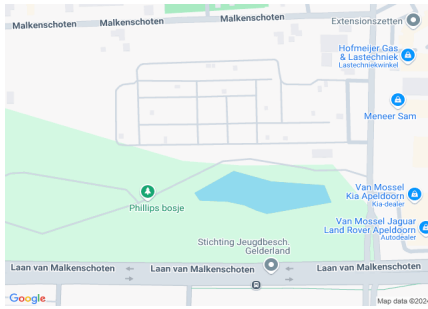 Malkenschoten
Malkenschoten
Malkenschoten
Extensionszetten
Hofmeijer Gas
& Lastechniek
Lastechniekwinkel
Meneer Sam
Van Mossel
Kia Apeldoorn
Kia-dealer
Phillips bosje
Van Mossel Jaguar
Land Rover Apeldoorn
Autodealer
Stichting Jeugdbesch.
Gelderland
Laan van Malkenschoten
Laan van Malkenschoten
Laan van Malkenschoten
Google
Map data ©2024